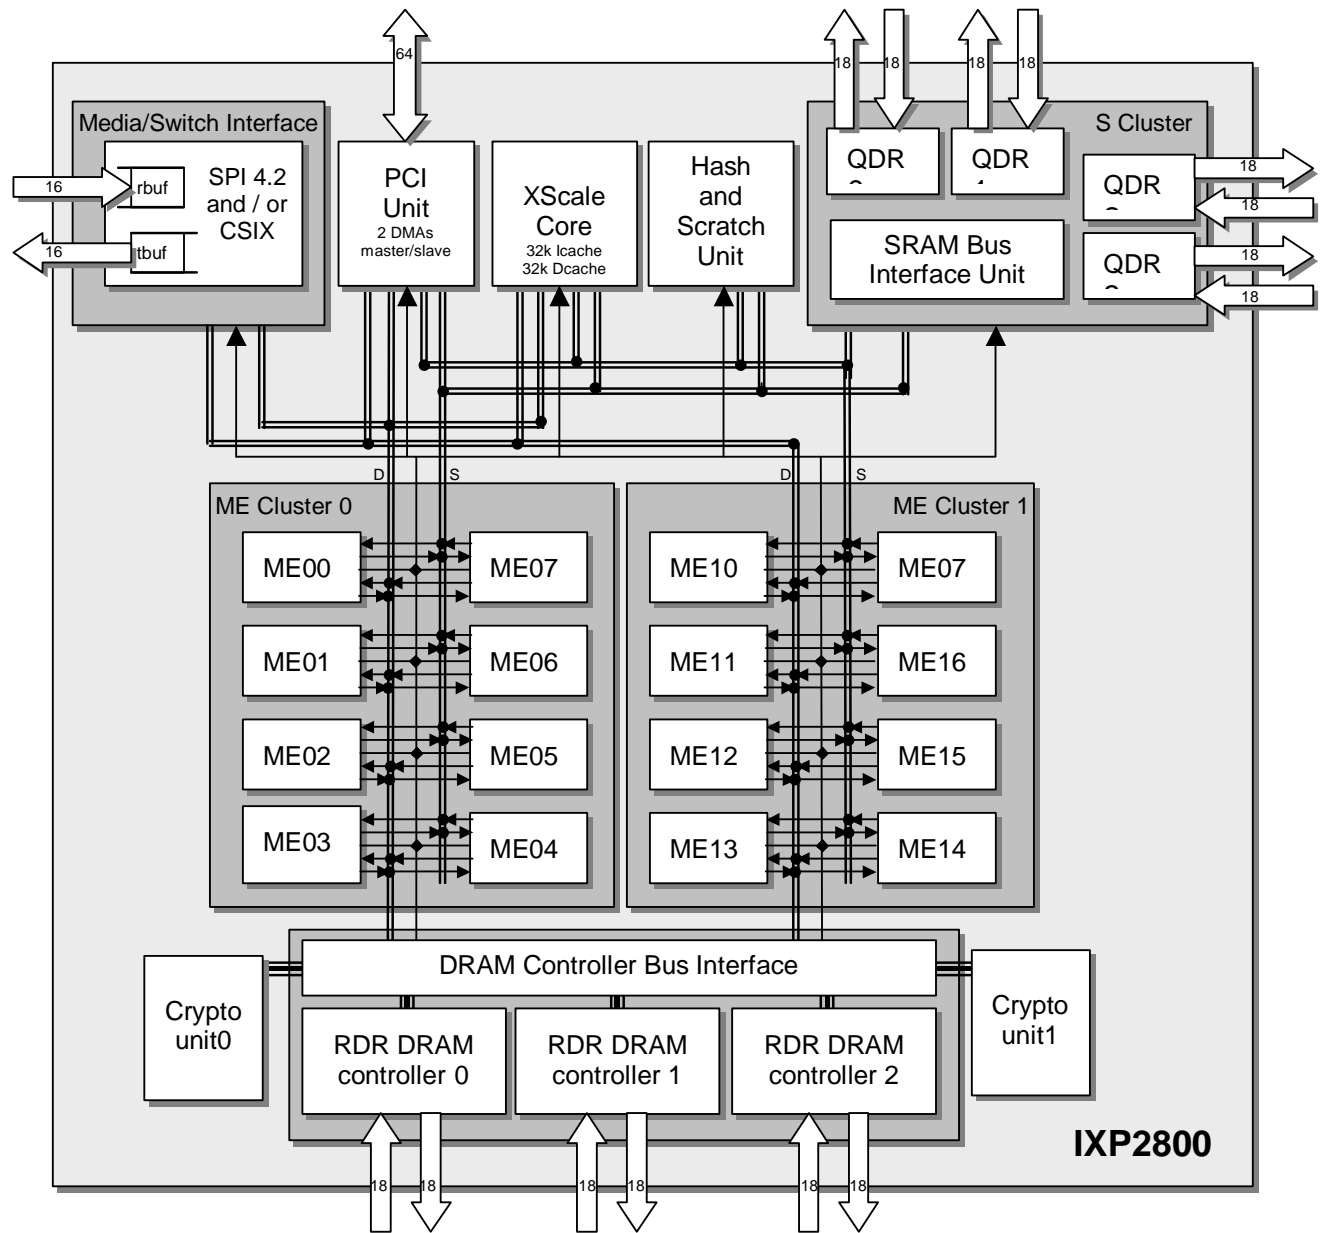 64
18
18
18
18
Media/Switch Interface
S Cluster
16
rbuf
SPI 4.2
and / or
CSIX
16
tbuf
PCI
Unit
2 DMAs
master/slave
XScale
Core
32k Icache
32k Dcache
Hash
and
Scratch
Unit
QDR
QDR
QDR
18
18
SRAM Bus
Interface Unit
QDR
18
18
D
S
D
S
ME Cluster 0
ME Cluster 1
ME00
ME07
ME10
ME07
ME01
ME06
ME11
ME16
ME02
ME05
ME12
ME15
ME03
ME04
ME13
ME14
DRAM Controller Bus Interface
Crypto
unit0
Crypto
unit1
RDR DRAM
controller 0
RDR DRAM
controller 1
RDR DRAM
controller 2
IXP2800
18
18
18
18
18
18